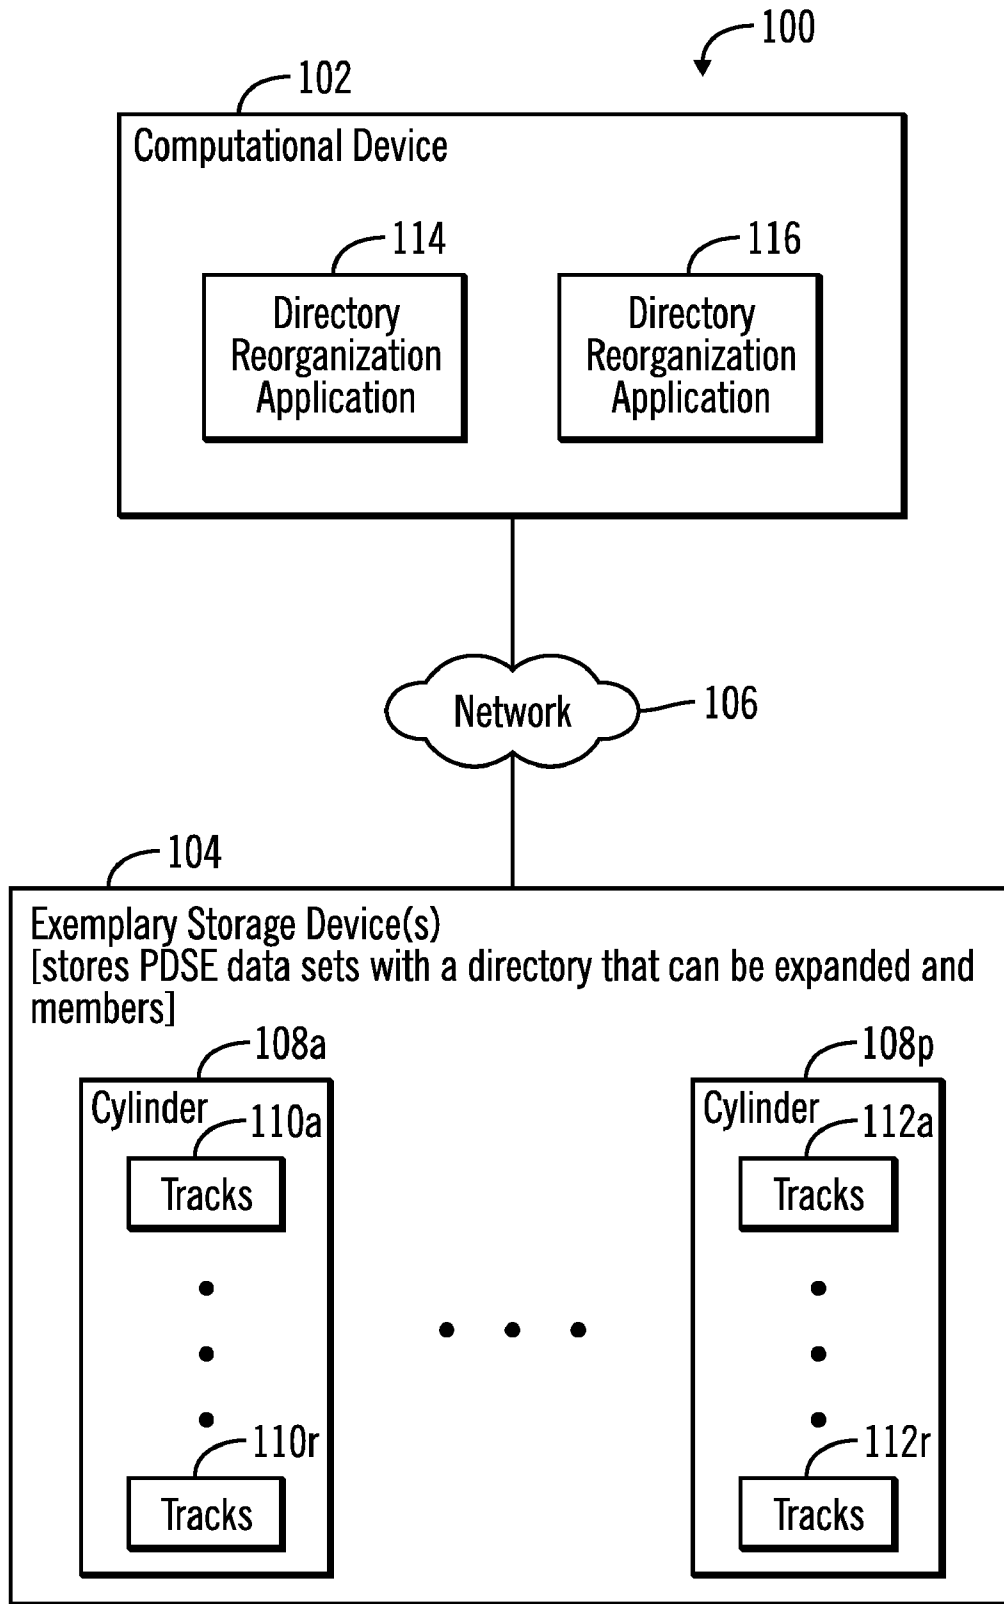 100
102
Computational Device
114
116
Directory
Reorganization
Application
Directory
Reorganization
Application
Network
106
104
Exemplary Storage Device(s)
[stores PDSE data sets with a directory that can be expanded and
members]
108a
108p
Cylinder
110a
Cylinder
112a
Tracks
Tracks
110r
112r
Tracks
Tracks